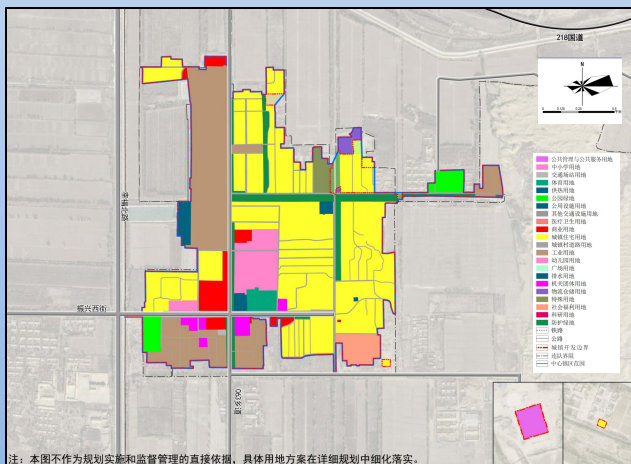 218国道
N
公共管理与公共服务用地
中小学用地
交通场站用地
体育用地
供热用地
公园绿地
公用设施用地
其他交通设施用地
医疗卫生用地
商业用地
城镇住宅用地
城镇村道路用地
工业用地
幼儿园用地
广场用地
排水用地
机关团体用地
物流仓储用地
特殊用地
社会福利用地
科研用地
防护绿地
铁路
公路
城镇开发边界
连队界限
中心镇区范围
振兴西街
063乡道
注：本图不作为规划实施和监督管理的直接依据，具体用地方案在详细规划中细化落实。